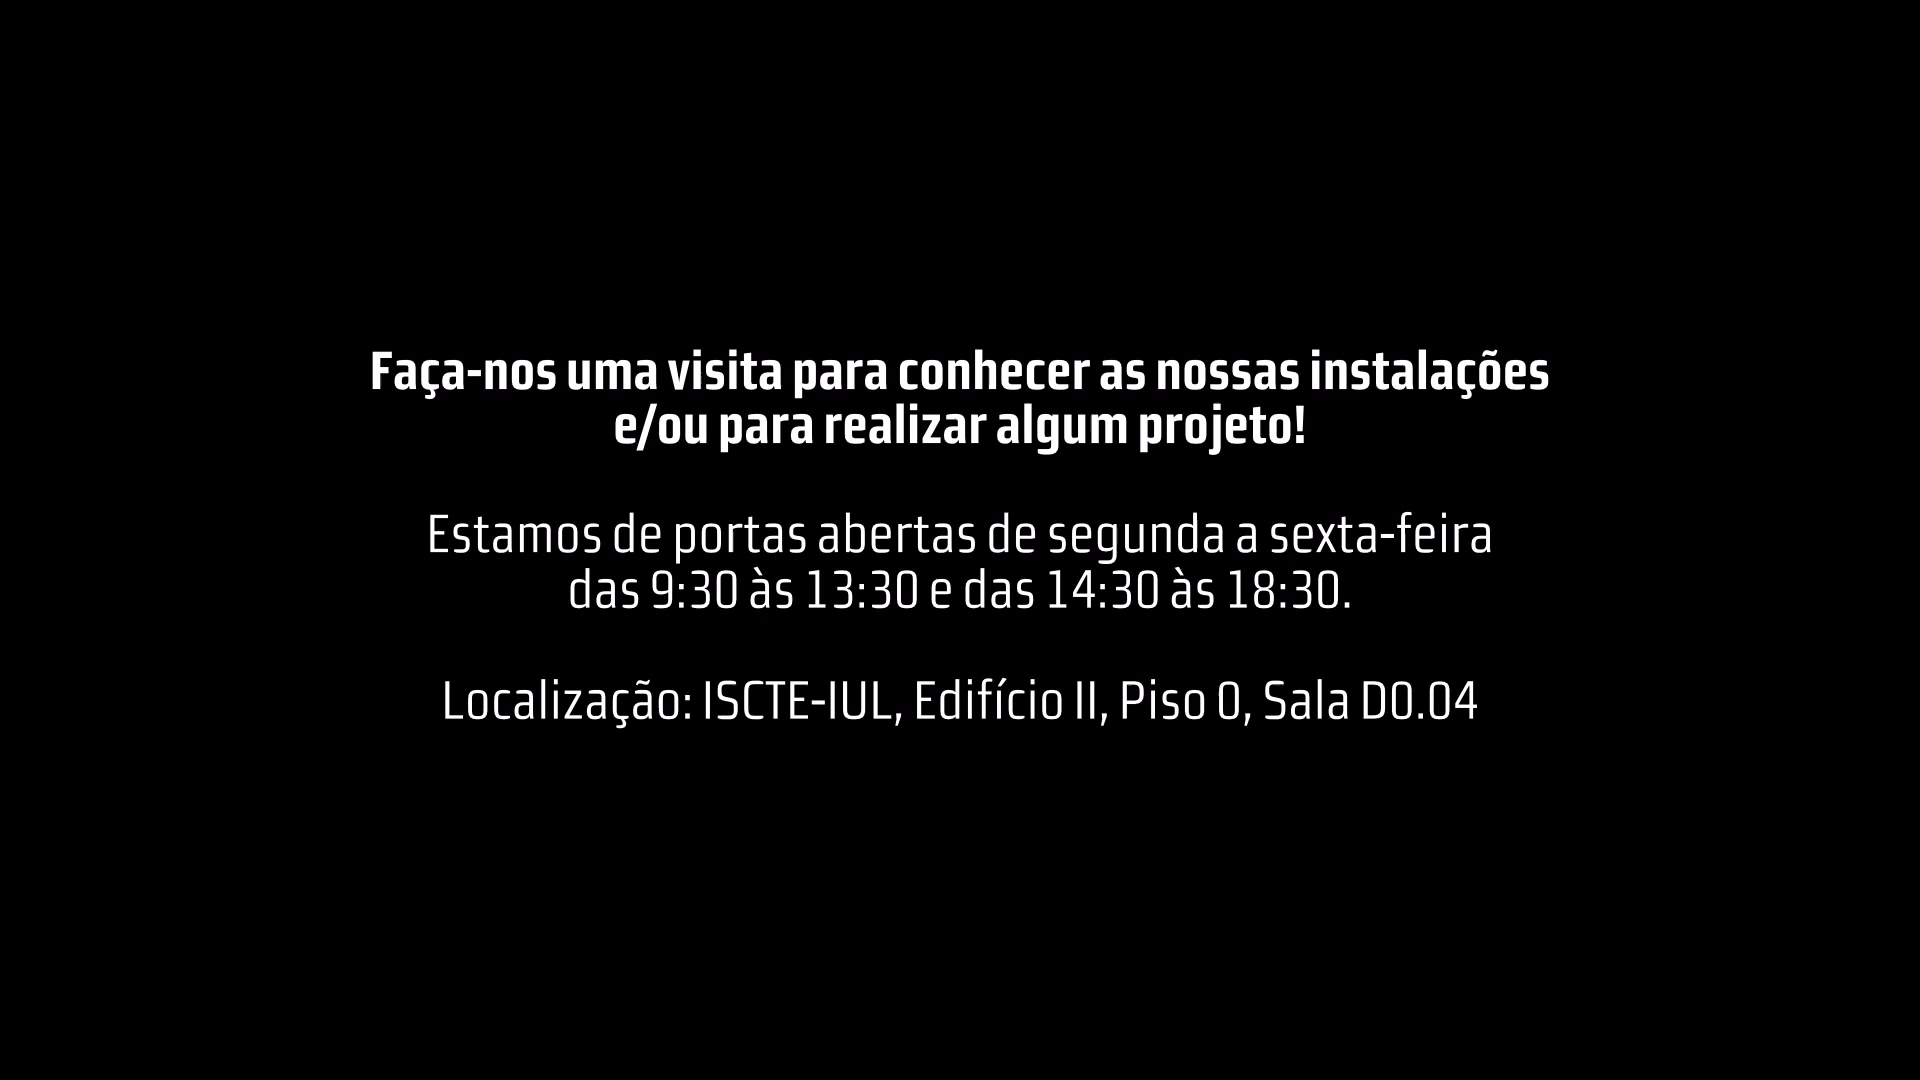 Faça-nos uma visita para conhecer as nossas instalações
e/ou para realizar algum projeto!
Estamos de portas abertas de segunda a sexta-feira
das 9:30 às 13:30 e das 14:30 às 18:30.
Localização: ISCTE-IUL, Edifício II, Piso 0, Sala D0.04